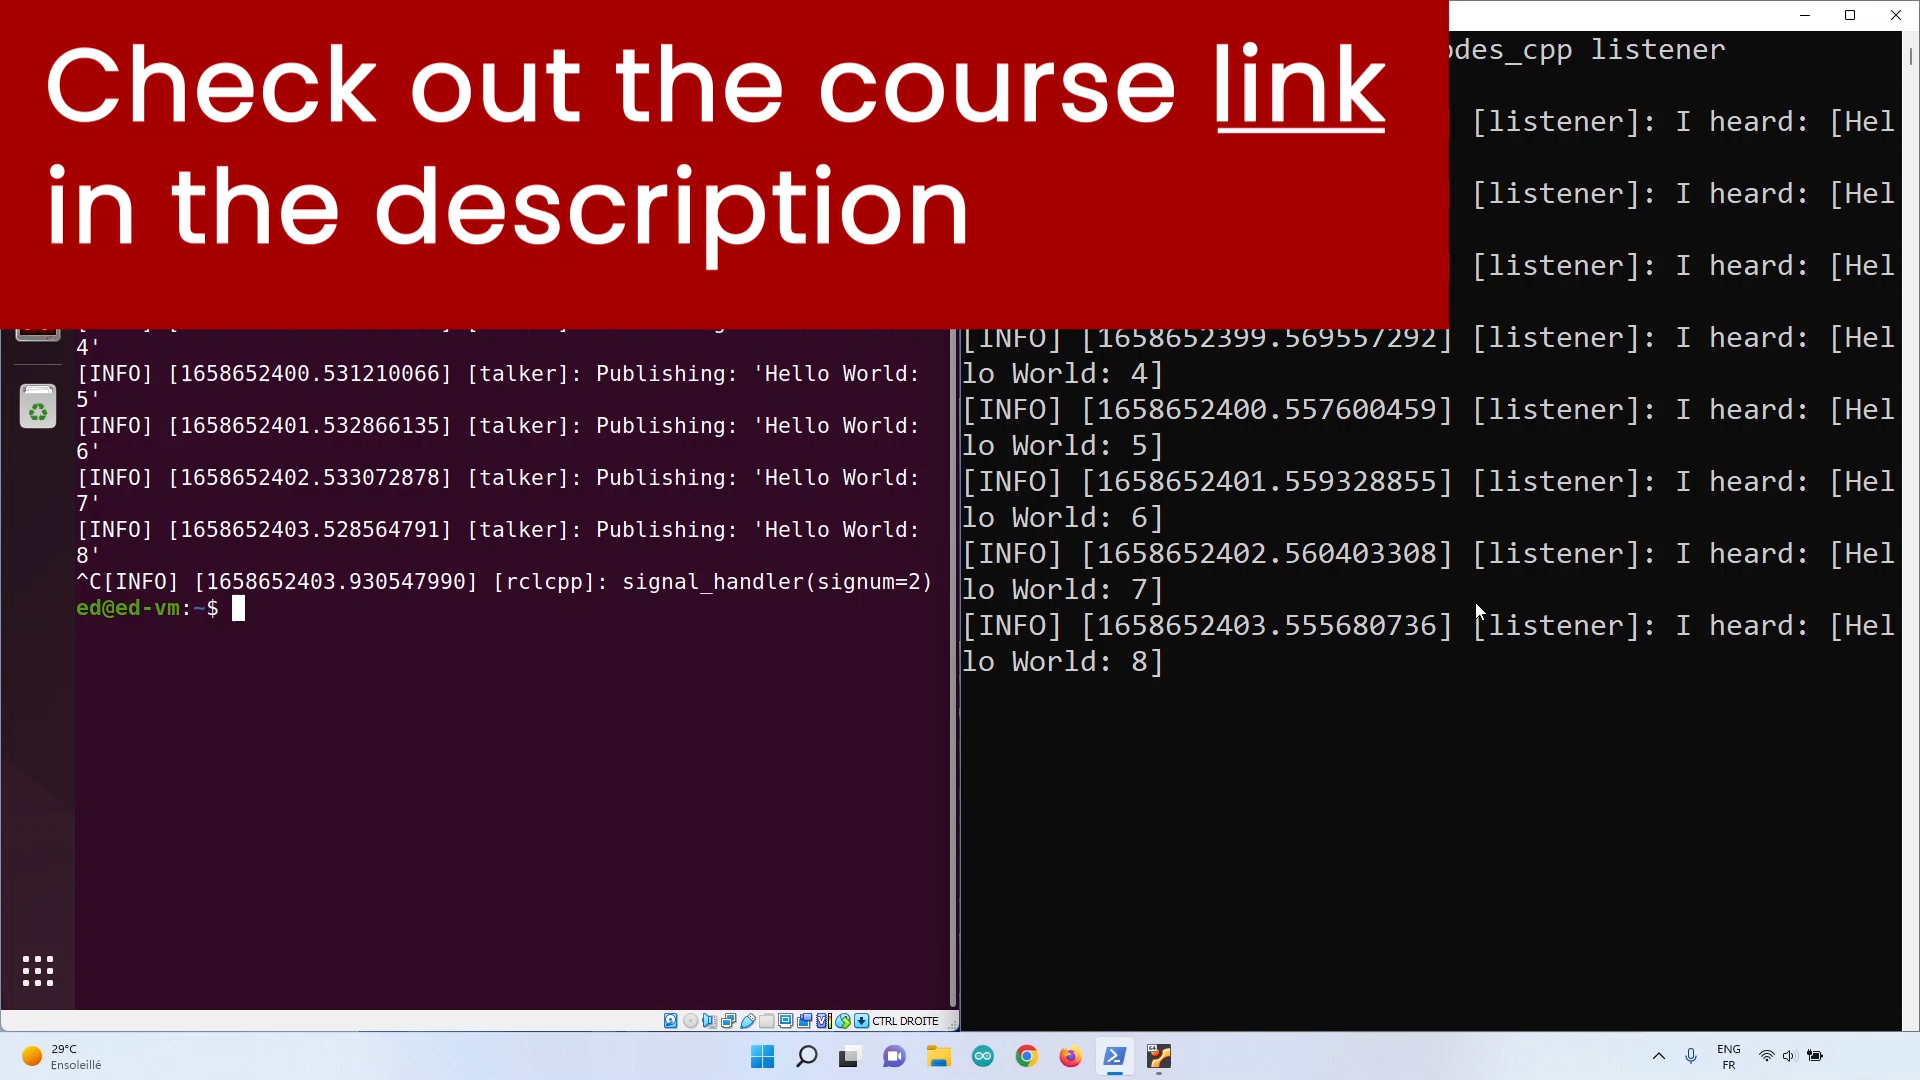 Check out the course link
in the description
4'
[INFO] [1658652400.531210066] [talker]: Publishing: 'Hello World:
5'
[INFO] [1658652401.532866135] [talker]: Publishing: 'Hello World:
6'
[INFO] [1658652402.533072878] [talker]: Publishing: 'Hello World:
7'
[INFO] [1658652403.528564791] [talker]: Publishing: 'Hello World:
8'
^C[INFO] [1658652403.930547990] [rclcpp]: signal_handler(signum=2)
ed@ed-vm:~$
CTRL DROITE
odes_cpp listener
[listener]: I heard: [Hel
[listener]: I heard: [Hel
[listener]: I heard: [Hel
[INFO] [1658652399.569557292] [listener]: I heard: [Hel
lo World: 4]
[INFO] [1658652400.557600459] [listener]: I heard: [Hel
lo World: 5]
[INFO] [1658652401.559328855] [listener]: I heard: [Hel
lo World: 6]
[INFO] [1658652402.560403308] [listener]: I heard: [Hel
lo World: 7]
[INFO] [1658652403.555680736] [listener]: I heard: [Hel
lo World: 8]
29°C
Ensoleillé
ENG
FR